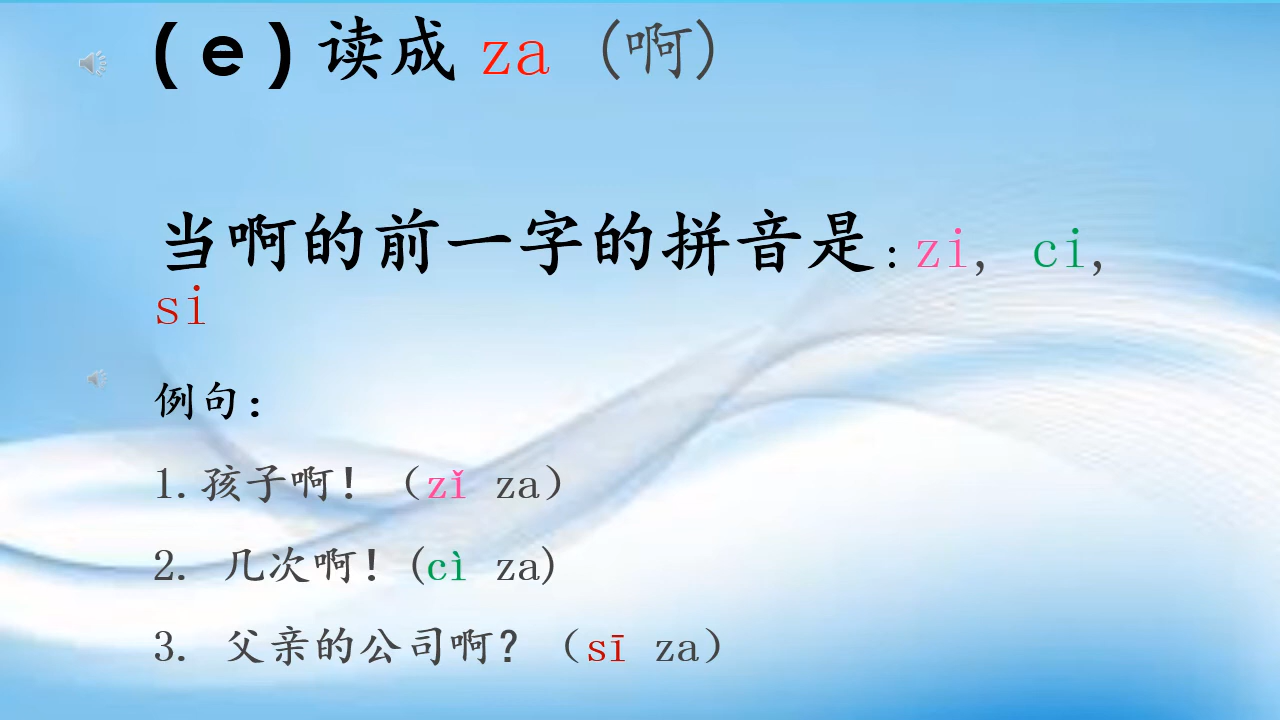 (e)读成 za (啊)
当啊的前一字的拼音是:zi, ci,
si
例句：
1.孩子啊！（zǐ za）
2. 几次啊！(cì za)
3. 父亲的公司啊？（sī za）